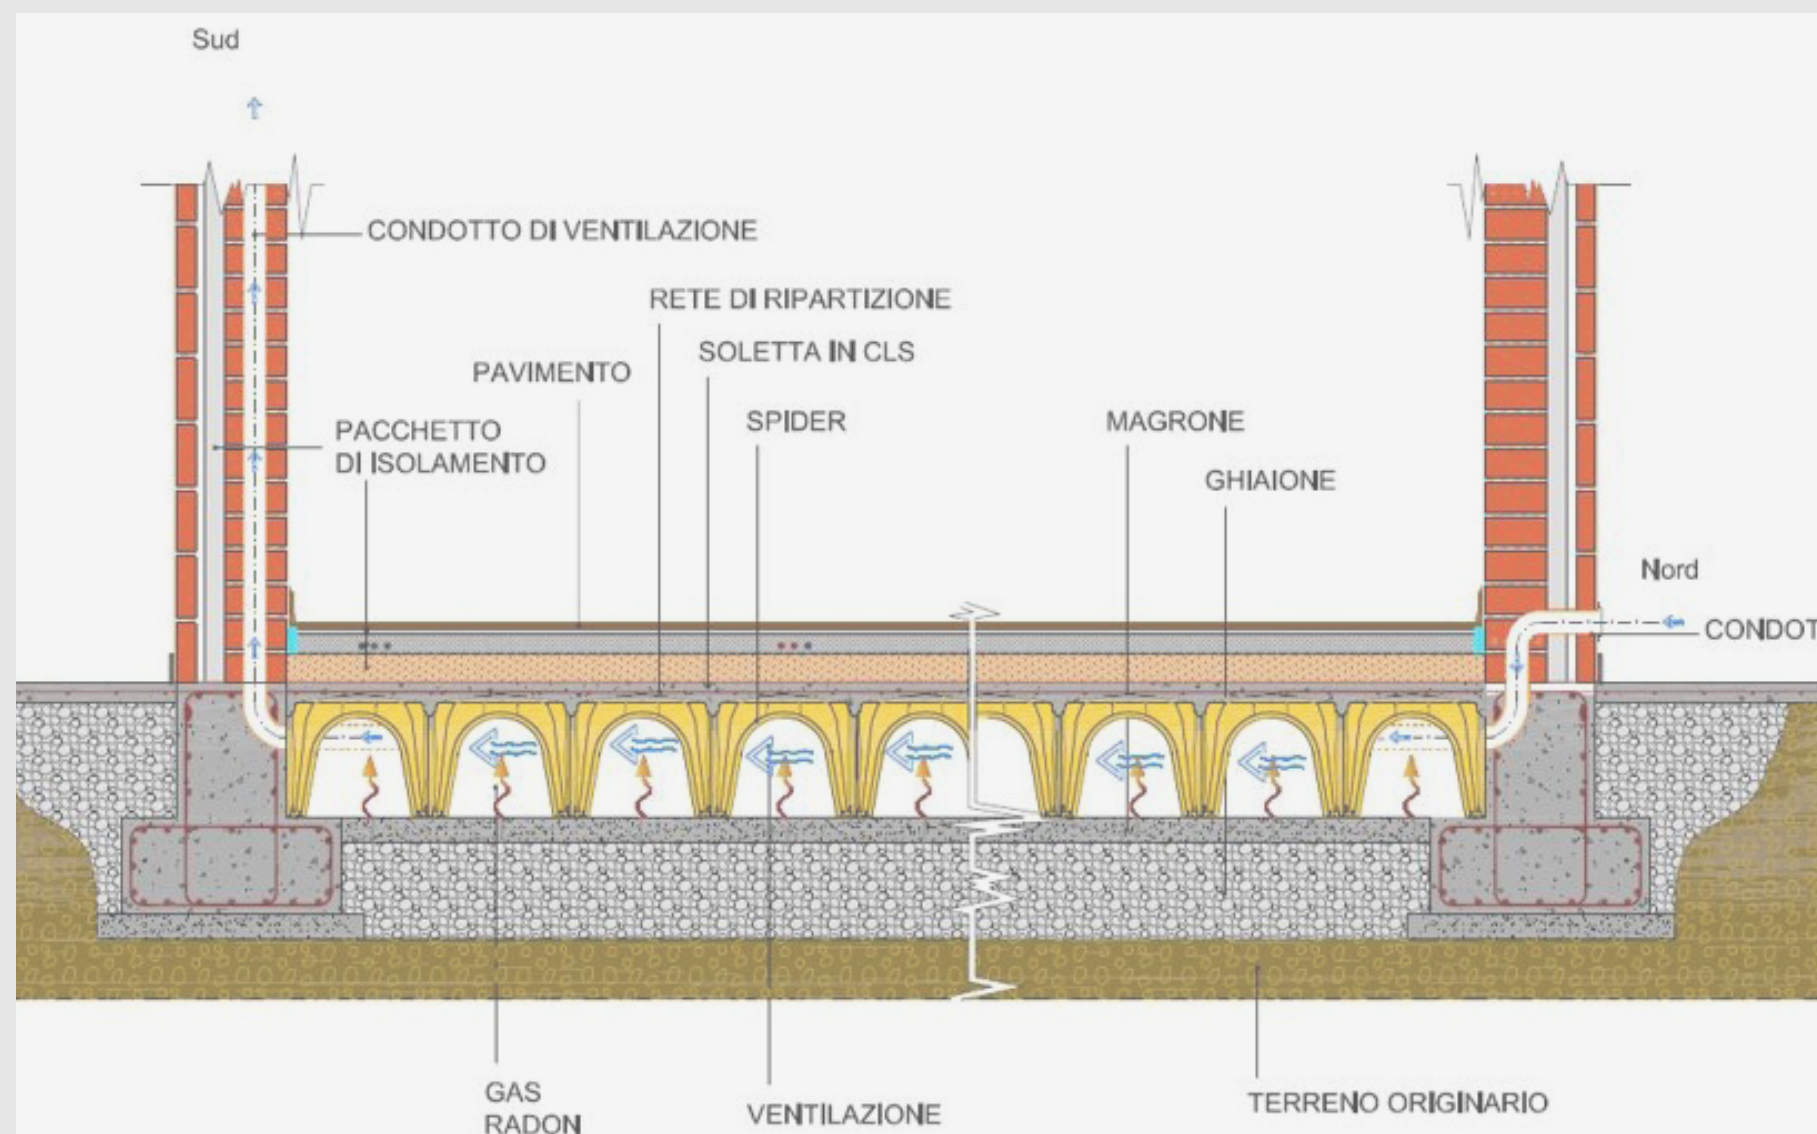 Sud
CONDOTTO DI VENTILAZIONE
RETE DI RIPARTIZIONE
SOLETTA IN CLS
PAVIMENTO
SPIDER
MAGRONE
PACCHETTO
DI ISOLAMENTO
GHIAIONE
Nord
CONDOT
GAS
RADON
VENTILAZIONE
TERRENO ORIGINARIO